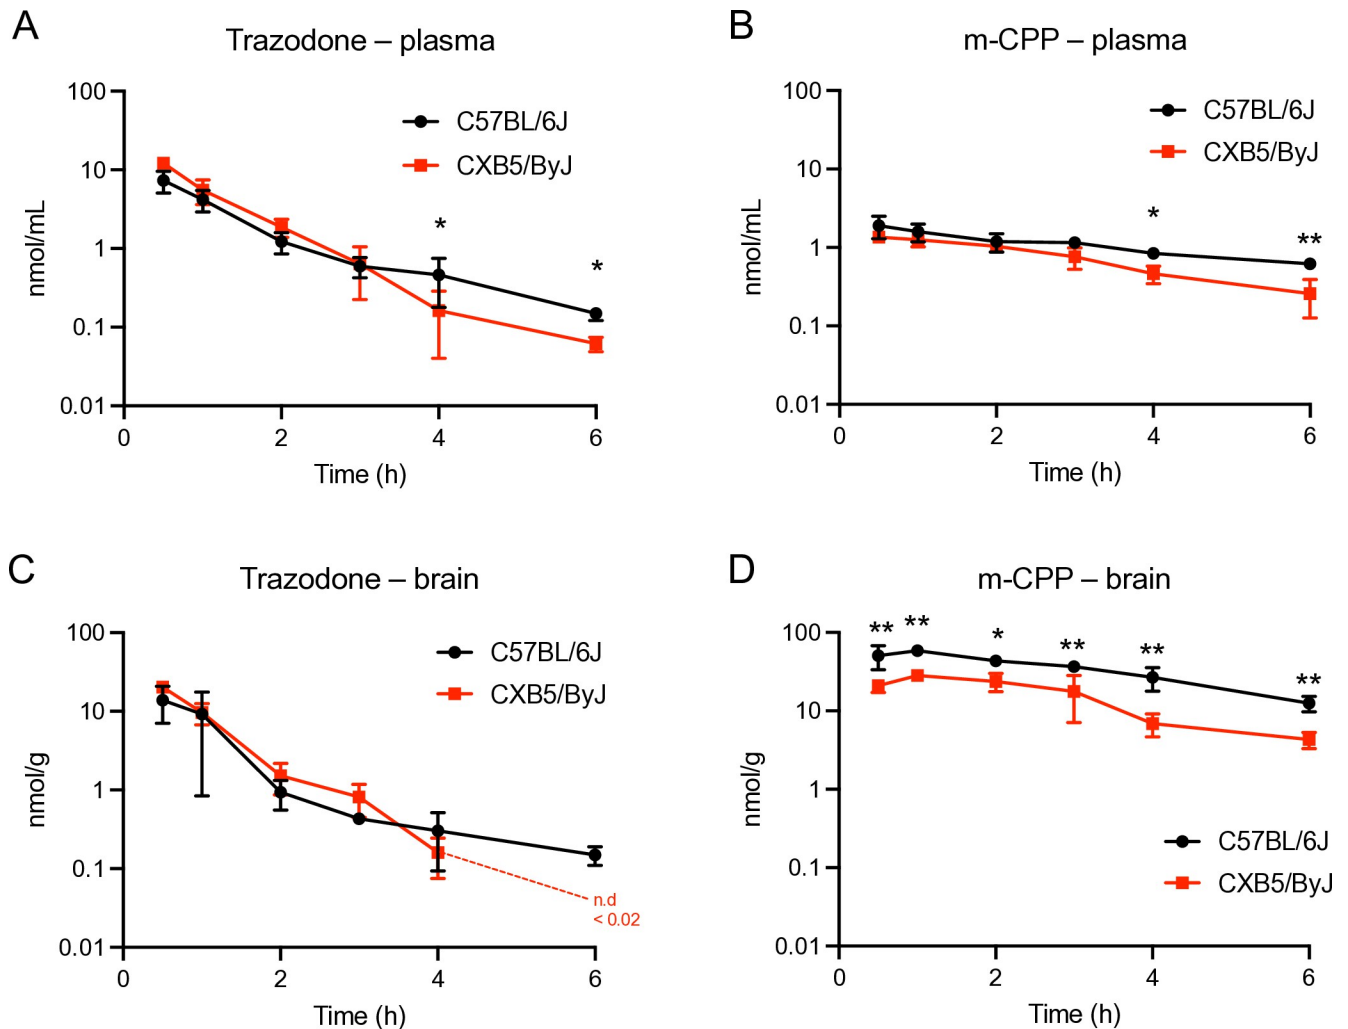 A
Trazodone – plasma
100
10
1
0.1
0.01
nmol/mL
C57BL/6J
CXB5/ByJ
*
*
0
2
4
6
Time (h)
B
m-CPP – plasma
100
10
1
0.1
0.01
nmol/mL
C57BL/6J
CXB5/ByJ
*
**
0
2
4
6
Time (h)
C
Trazodone – brain
100
10
1
0.1
0.01
nmol/g
C57BL/6J
CXB5/ByJ
n.d
< 0.02
0
2
4
6
Time (h)
D
m-CPP – brain
100
10
1
0.1
0.01
nmol/g
** ** * ** ** **
C57BL/6J
CXB5/ByJ
0
2
4
6
Time (h)